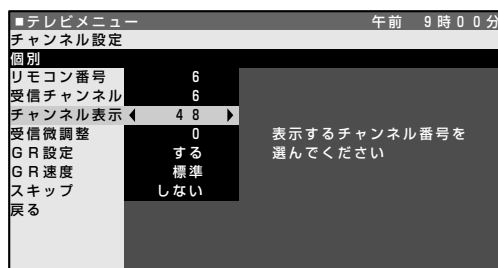 ■テレビメニュー 午前 9時00分
チャンネル設定
個別
リモコン番号 6
受信チャンネル 6
チャンネル表示 ◀ 48 ▶
受信微調整 0 表示するチャンネル番号を
GR設定 する 選んでください
GR速度 標準
スキップ しない
戻る